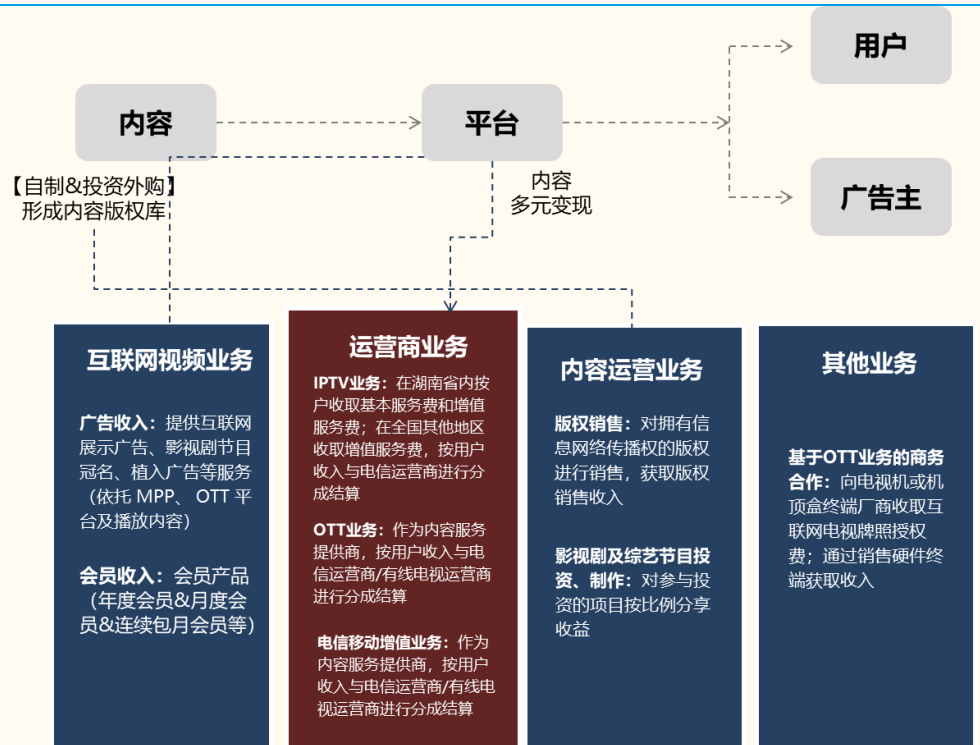 用户
内容
平台
广告主
【自制&投资外购】
形成内容版权库
内容
多元变现
互联网视频业务
广告收入：提供互联网
展示广告、影视剧节目
冠名、植入广告等服务
（依托 MPP、 OTT 平
台及播放内容）
会员收入：会员产品
（年度会员&月度会
员&连续包月会员等）
运营商业务
IPTV业务：在湖南省内按
户收取基本服务费和增值
服务费；在全国其他地区
收取增值服务费，按用户
收入与电信运营商进行分
成结算
OTT业务：作为内容服务
提供商，按用户收入与电
信运营商/有线电视运营商
进行分成结算
电信移动增值业务：作为
内容服务提供商，按用户
收入与电信运营商/有线电
视运营商进行分成结算
内容运营业务
版权销售：对拥有信
息网络传播权的版权
进行销售，获取版权
销售收入
影视剧及综艺节目投
资、制作：对参与投
资的项目按比例分享
收益
其他业务
基于OTT业务的商务
合作：向电视机或机
顶盒终端厂商收取互
联网电视牌照授权
费；通过销售硬件终
端获取收入